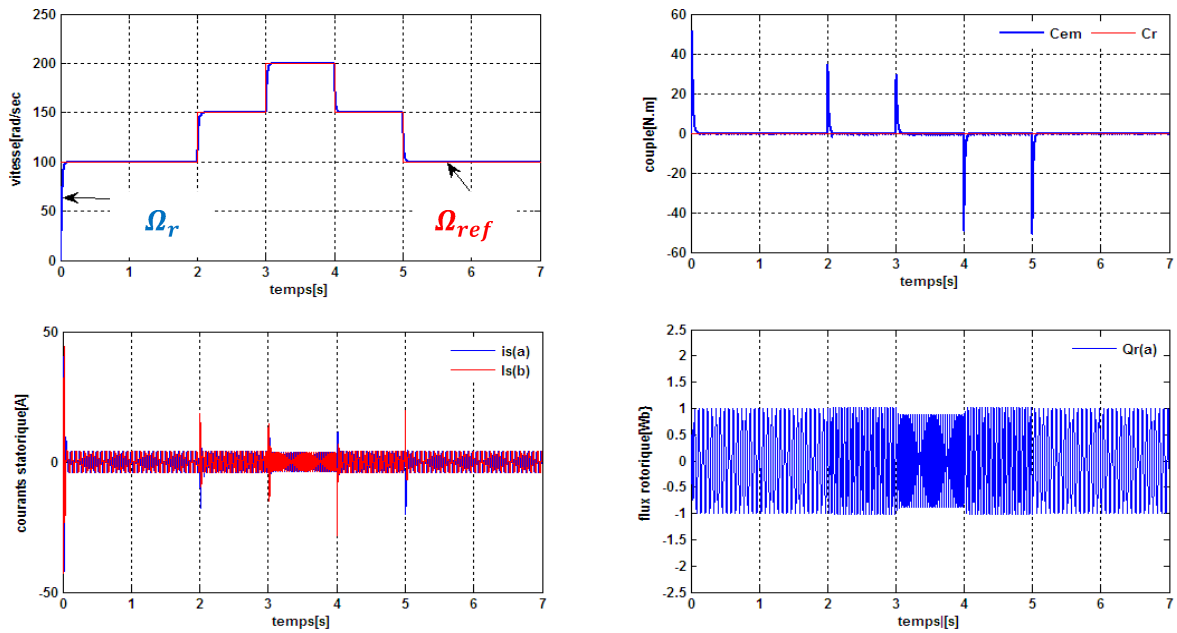 250
200
150
100
50
0
vitesse[rad/sec]
0 1 2 3 4 5 6 7
temps[s]
Ωr
Ωref
60
40
20
0
-20
-40
-60
couple[N.m]
Cem Cr
0 1 2 3 4 5 6 7
temps[s]
50
0
-50
courants statorique[A]
is(a)
Is(b)
0 1 2 3 4 5 6 7
temps[s]
2.5
2
1.5
1
0.5
0
-0.5
-1
-1.5
-2
-2.5
flux rotorique[Wb}
Qr(a)
0 1 2 3 4 5 6 7
temps|[s]